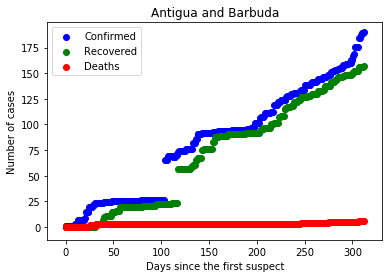 Antigua and Barbuda
Confirmed
Recovered
Deaths
Number of cases
175
150
125
100
75
50
25
0
0 50 100 150 200 250 300
Days since the first suspect